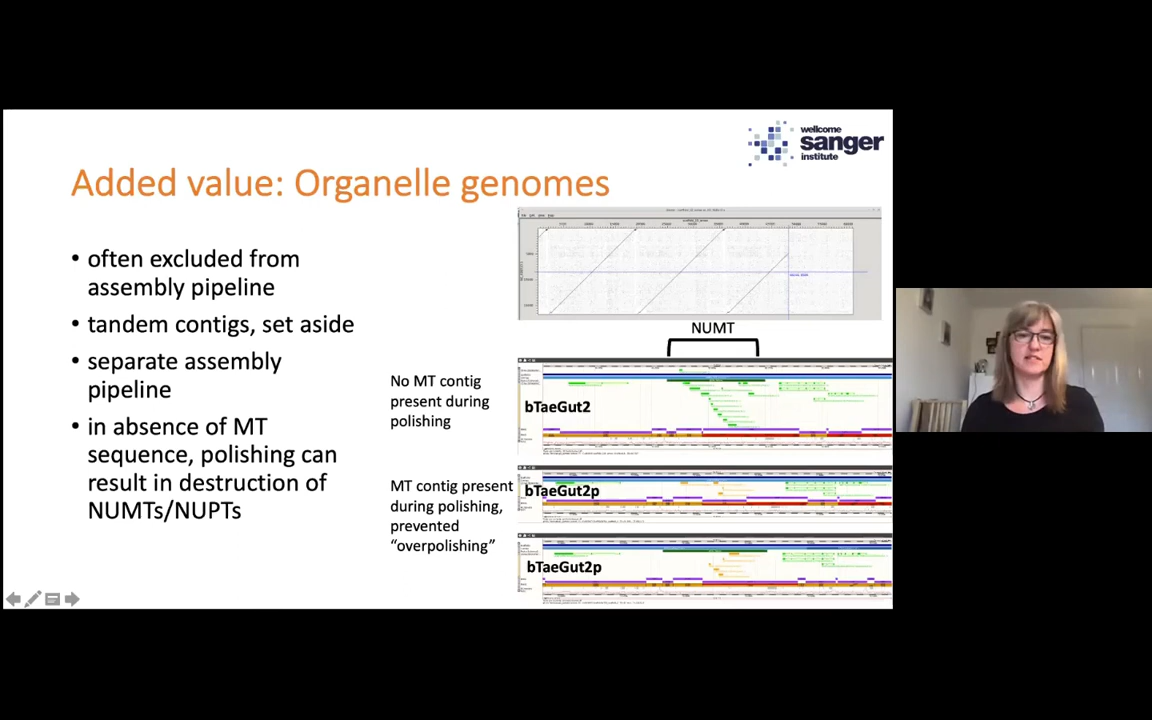 wellcome
sanger
institute
Added value: Organelle genomes
• often excluded from
assembly pipeline
• tandem contigs, set aside
• separate assembly
pipeline
• in absence of MT
sequence, polishing can
result in destruction of
NUMTs/NUPTs
NUMT
No MT contig
present during
polishing
bTaeGut2
MT contig present
during polishing,
prevented
“overpolishing”
bTaeGut2p
bTaeGut2p